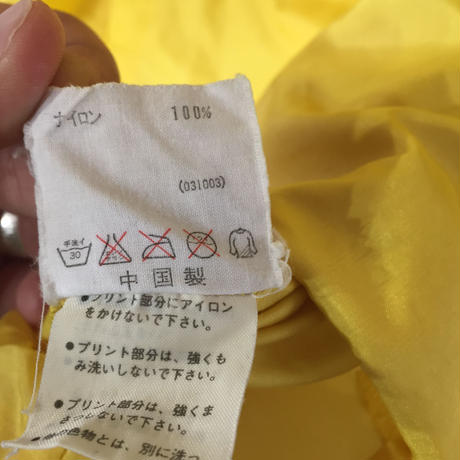 ナイロン 100%
(031003)
手洗イ
30
中国製
●プリント部分にアイロン
をかけないで下さい。
●プリント部分は、強くも
み洗いしないで下さい。
●プリント部分は、強くま
ないで下さい。
色物とは、別に洗っ